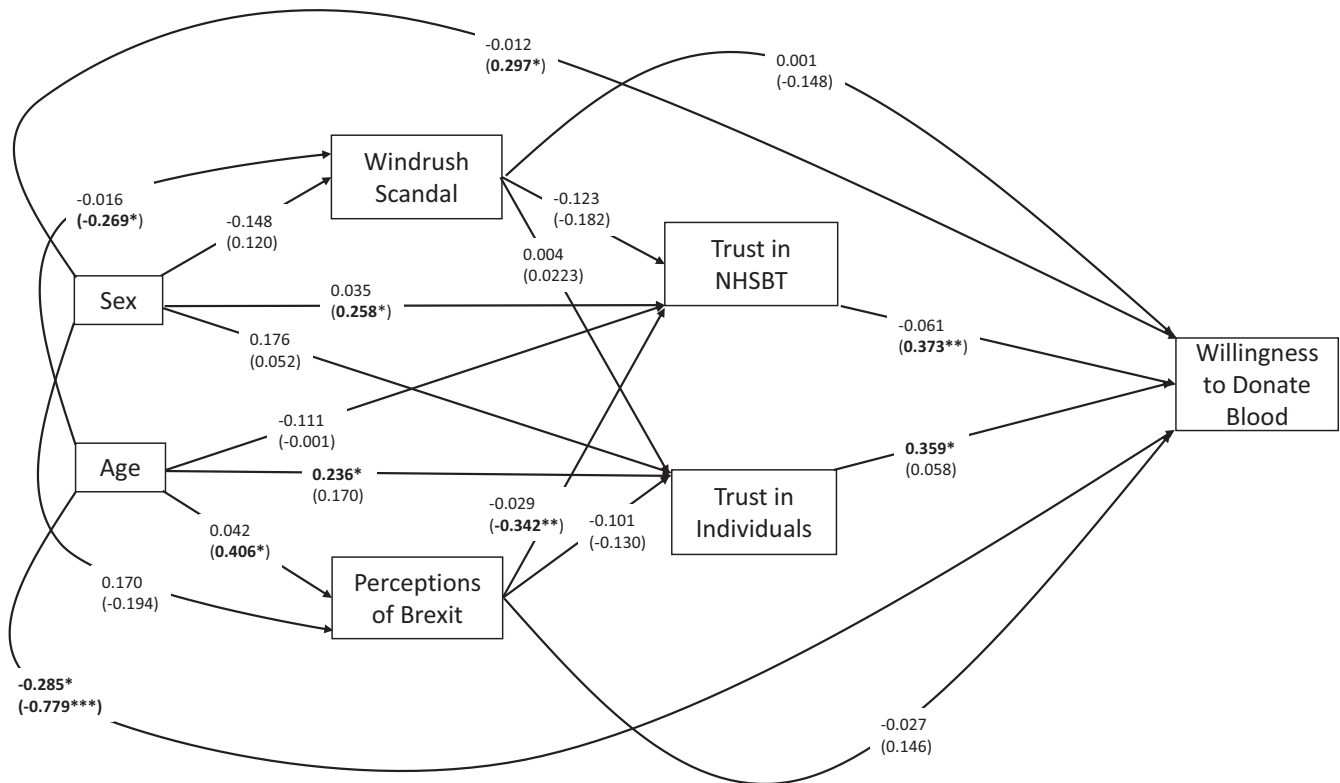 -0.012
(0.297*)
0.001
(-0.148)
Windrush
Scandal
-0.016
(-0.269*)
-0.148
(0.120)
-0.123
(-0.182)
Trust in
NHSBT
0.004
(0.0223)
Sex
0.035
(0.258*)
0.176
(0.052)
-0.061
(0.373**)
Willingness
to Donate
Blood
-0.111
(-0.001)
Age
0.236*
(0.170)
0.359*
(0.058)
Trust in
Individuals
-0.029
(-0.342**)
-0.101
(-0.130)
0.042
(0.406*)
Perceptions
of Brexit
0.170
(-0.194)
-0.285*
(-0.779***)
-0.027
(0.146)